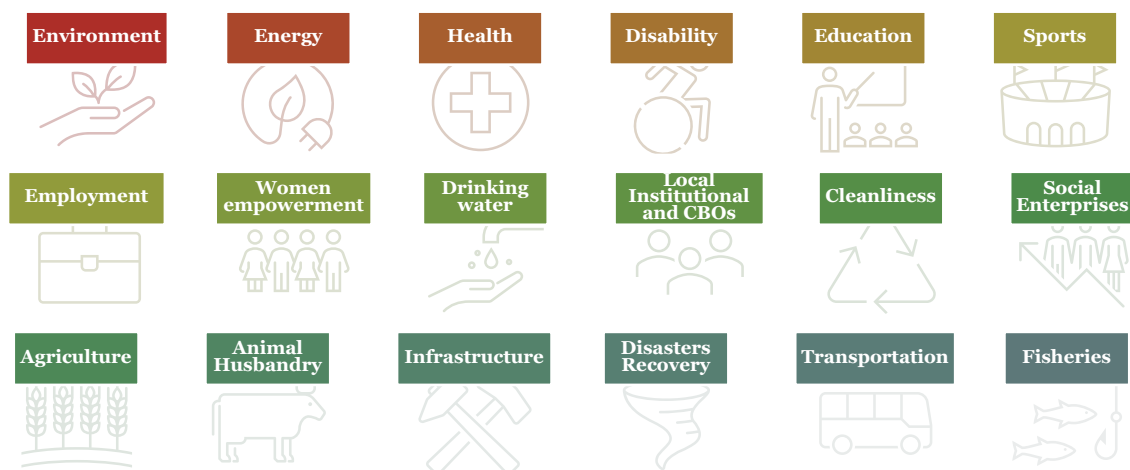 Environment
Energy
Health
Disability
Education
Sports
Employment
Women
empowerment
Drinking
water
Local
Institutional
and CBOs
Cleanliness
Social
Enterprises
Agriculture
Animal
Husbandry
Infrastructure
Disasters
Recovery
Transportation
Fisheries